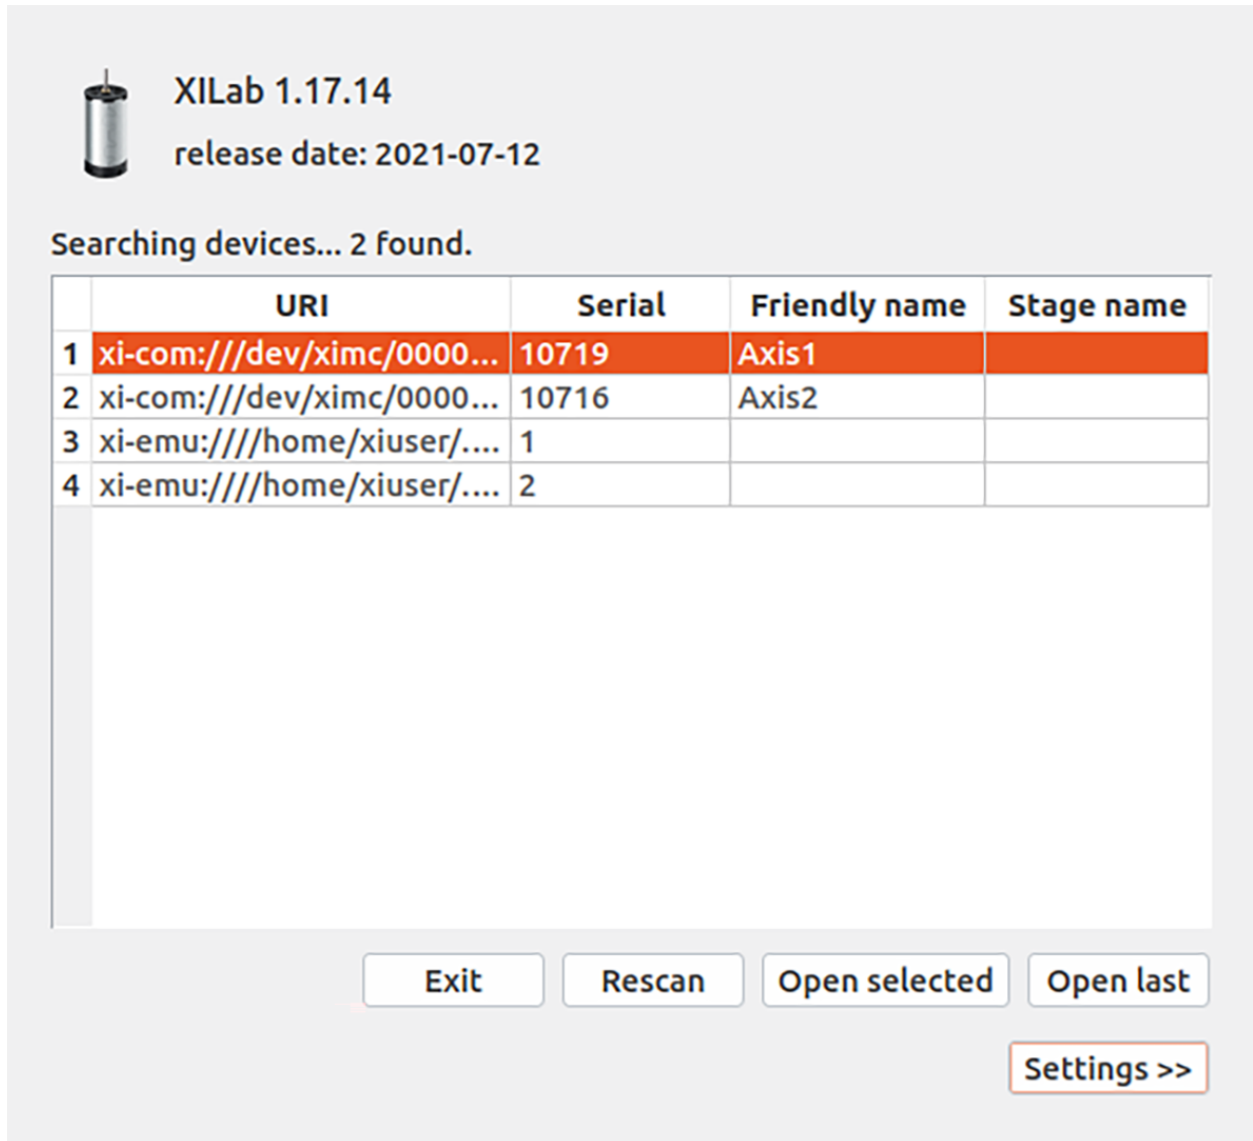 XILab 1.17.14
release date: 2021-07-12
Searching devices... 2 found.
URI Serial Friendly name Stage name
1 xi-com:///dev/ximc/0000... 10719 Axis1
2 xi-com:///dev/ximc/0000... 10716 Axis2
3 xi-emu:////home/xiuser/.... 1
4 xi-emu:////home/xiuser/.... 2
Exit Rescan Open selected Open last
Settings >>